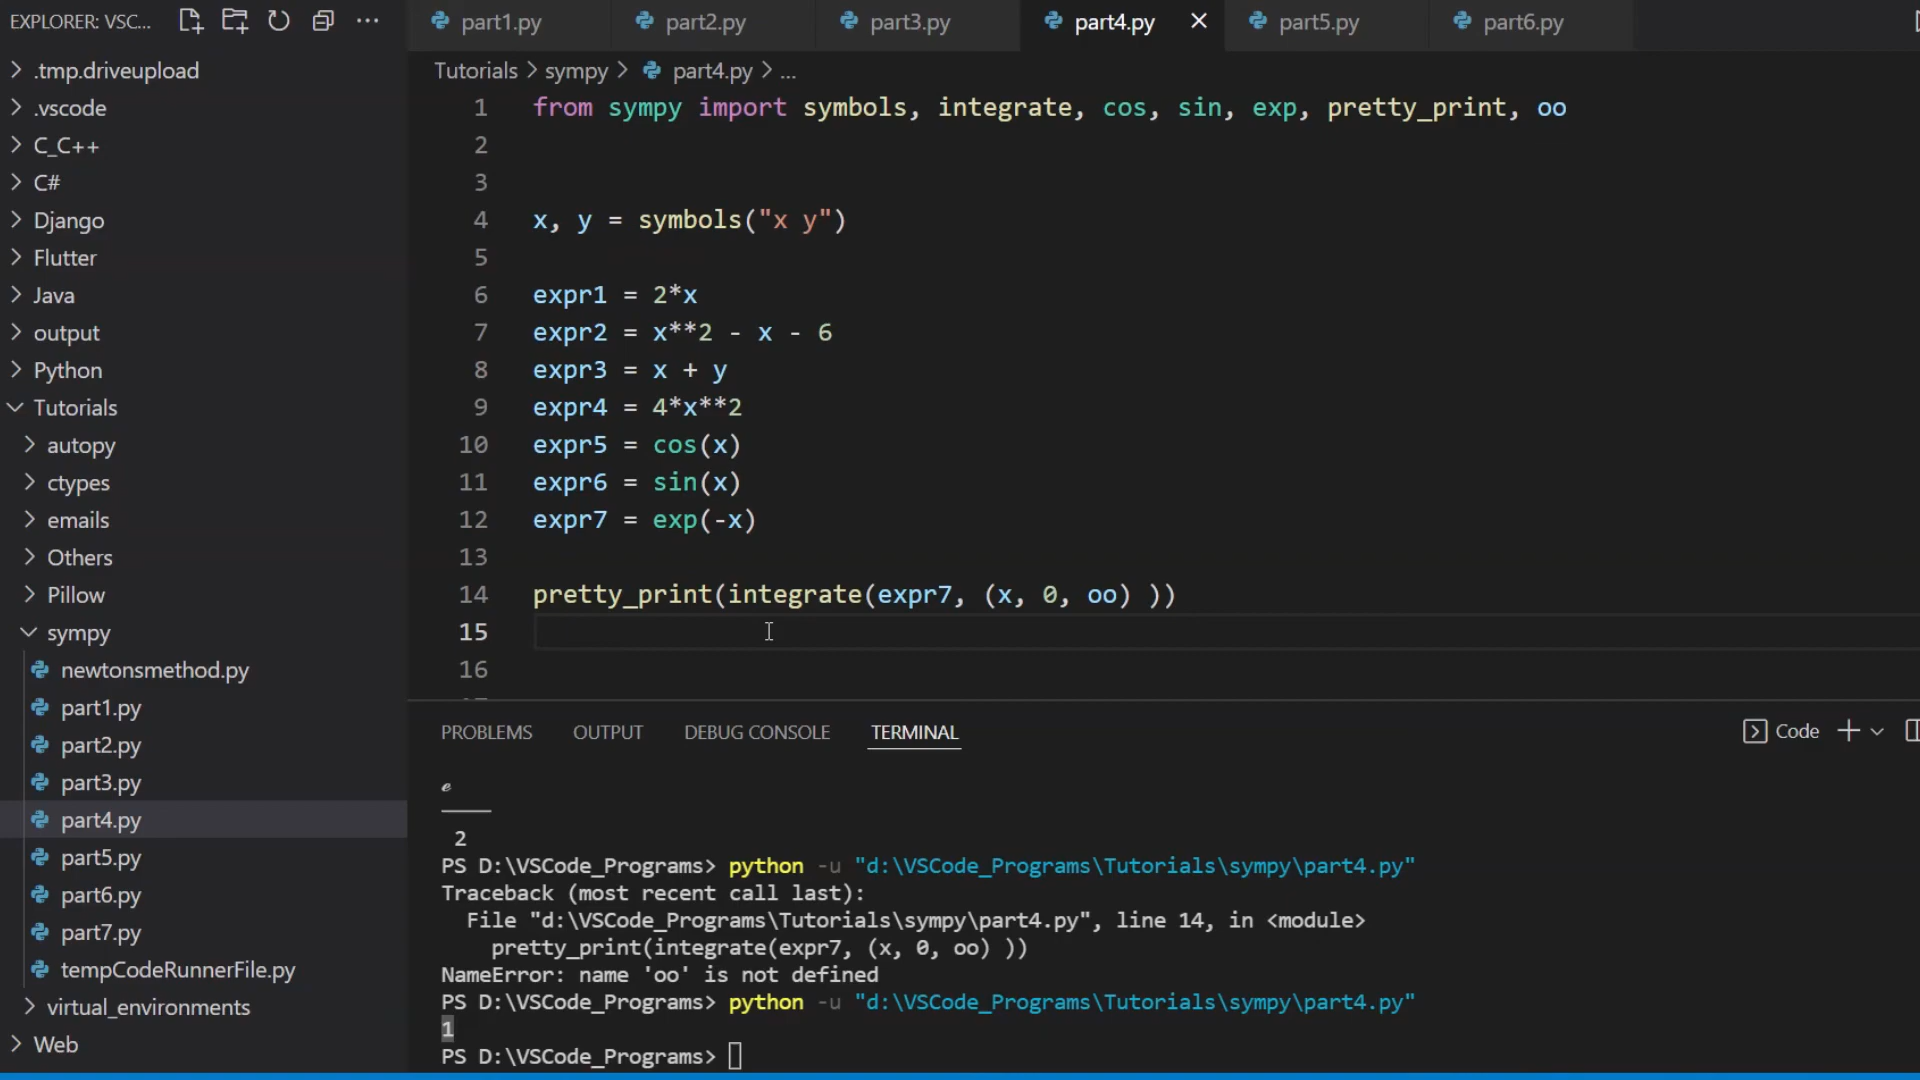 EXPLORER: VSC...
.tmp.driveupload
.vscode
C_C++
C#
Django
Flutter
Java
output
Python
Tutorials
autopy
ctypes
emails
Others
Pillow
sympy
newtonsmethod.py
part1.py
part2.py
part3.py
part4.py
part5.py
part6.py
part7.py
tempCodeRunnerFile.py
virtual_environments
Web
part1.py part2.py part3.py part4.py part5.py part6.py
Tutorials > sympy > part4.py > ...
1 from sympy import symbols, integrate, cos, sin, exp, pretty_print, oo
2
3
4 x, y = symbols("x y")
5
6 expr1 = 2*x
7 expr2 = x**2 - x - 6
8 expr3 = x + y
9 expr4 = 4*x**2
10 expr5 = cos(x)
11 expr6 = sin(x)
12 expr7 = exp(-x)
13
14 pretty_print(integrate(expr7, (x, 0, oo) ))
15
16
PROBLEMS OUTPUT DEBUG CONSOLE TERMINAL Code
ℯ
2
PS D:\VSCode_Programs> python -u "d:\VSCode_Programs\Tutorials\sympy\part4.py"
Traceback (most recent call last):
File "d:\VSCode_Programs\Tutorials\sympy\part4.py", line 14, in <module>
pretty_print(integrate(expr7, (x, 0, oo) ))
NameError: name 'oo' is not defined
PS D:\VSCode_Programs> python -u "d:\VSCode_Programs\Tutorials\sympy\part4.py"
1
PS D:\VSCode_Programs>